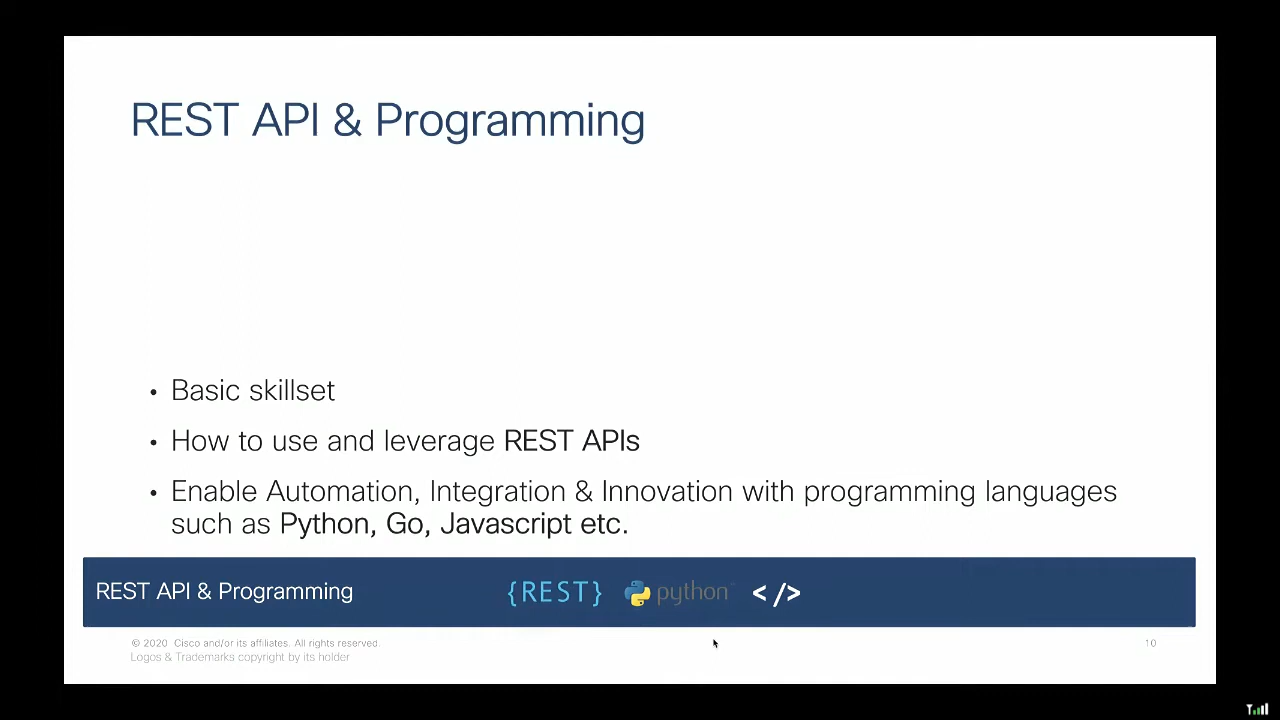 REST API & Programming
• Basic skillset
• How to use and leverage REST APIs
• Enable Automation, Integration & Innovation with programming languages
such as Python, Go, Javascript etc.
REST API & Programming {REST} python™ </>
© 2020 Cisco and/or its affiliates. All rights reserved. 10
Logos & Trademarks copyright by its holder